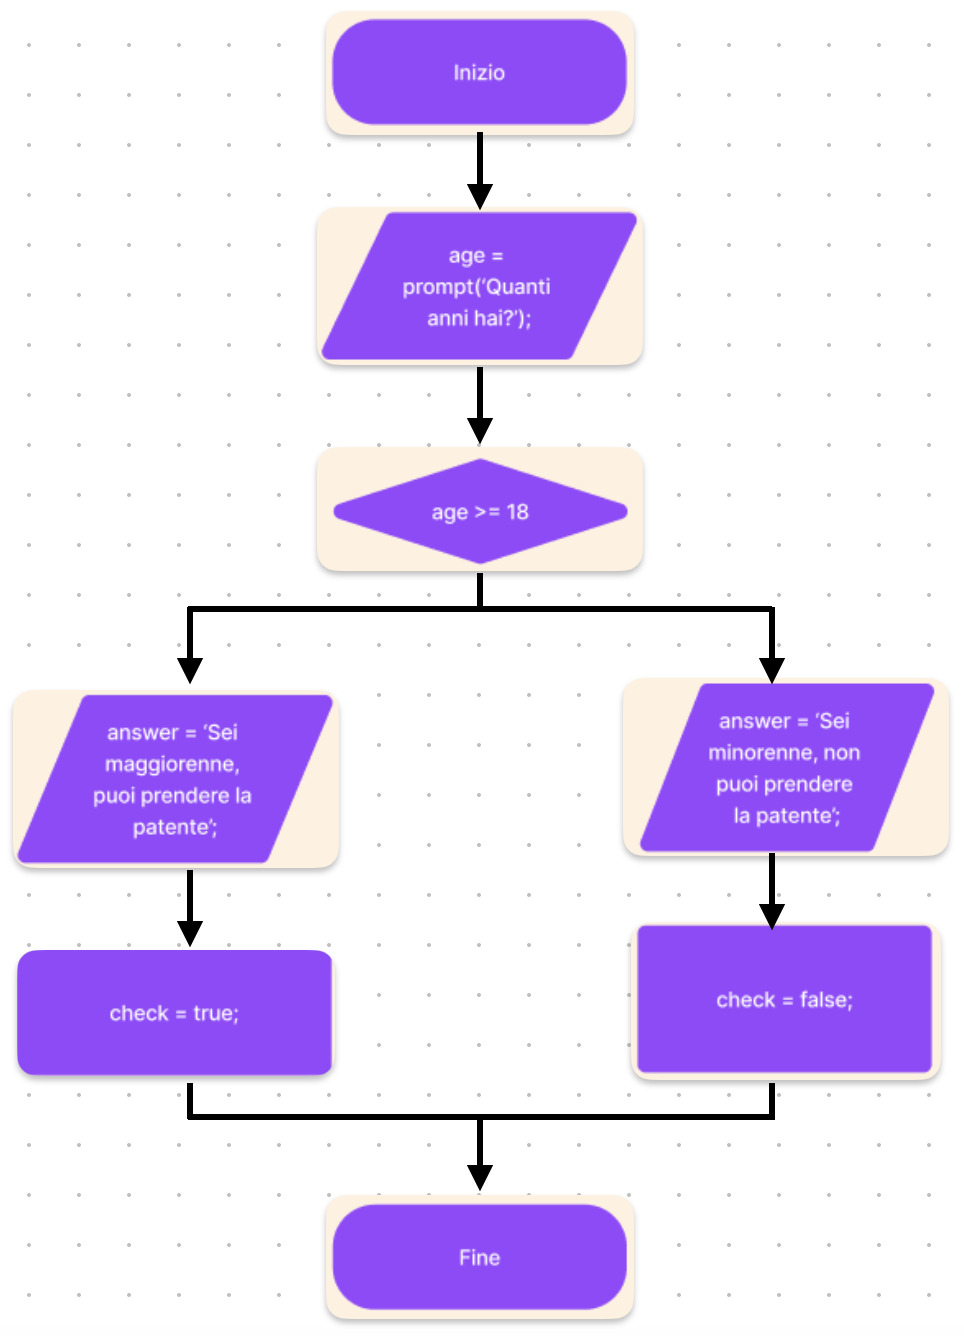 Inizio
age =
prompt(‘Quanti
anni hai?’);
age >= 18
answer = ‘Sei
maggiorenne,
puoi prendere la
patente’;
answer = ‘Sei
minorenne, non
puoi prendere
la patente’;
check = true;
check = false;
Fine